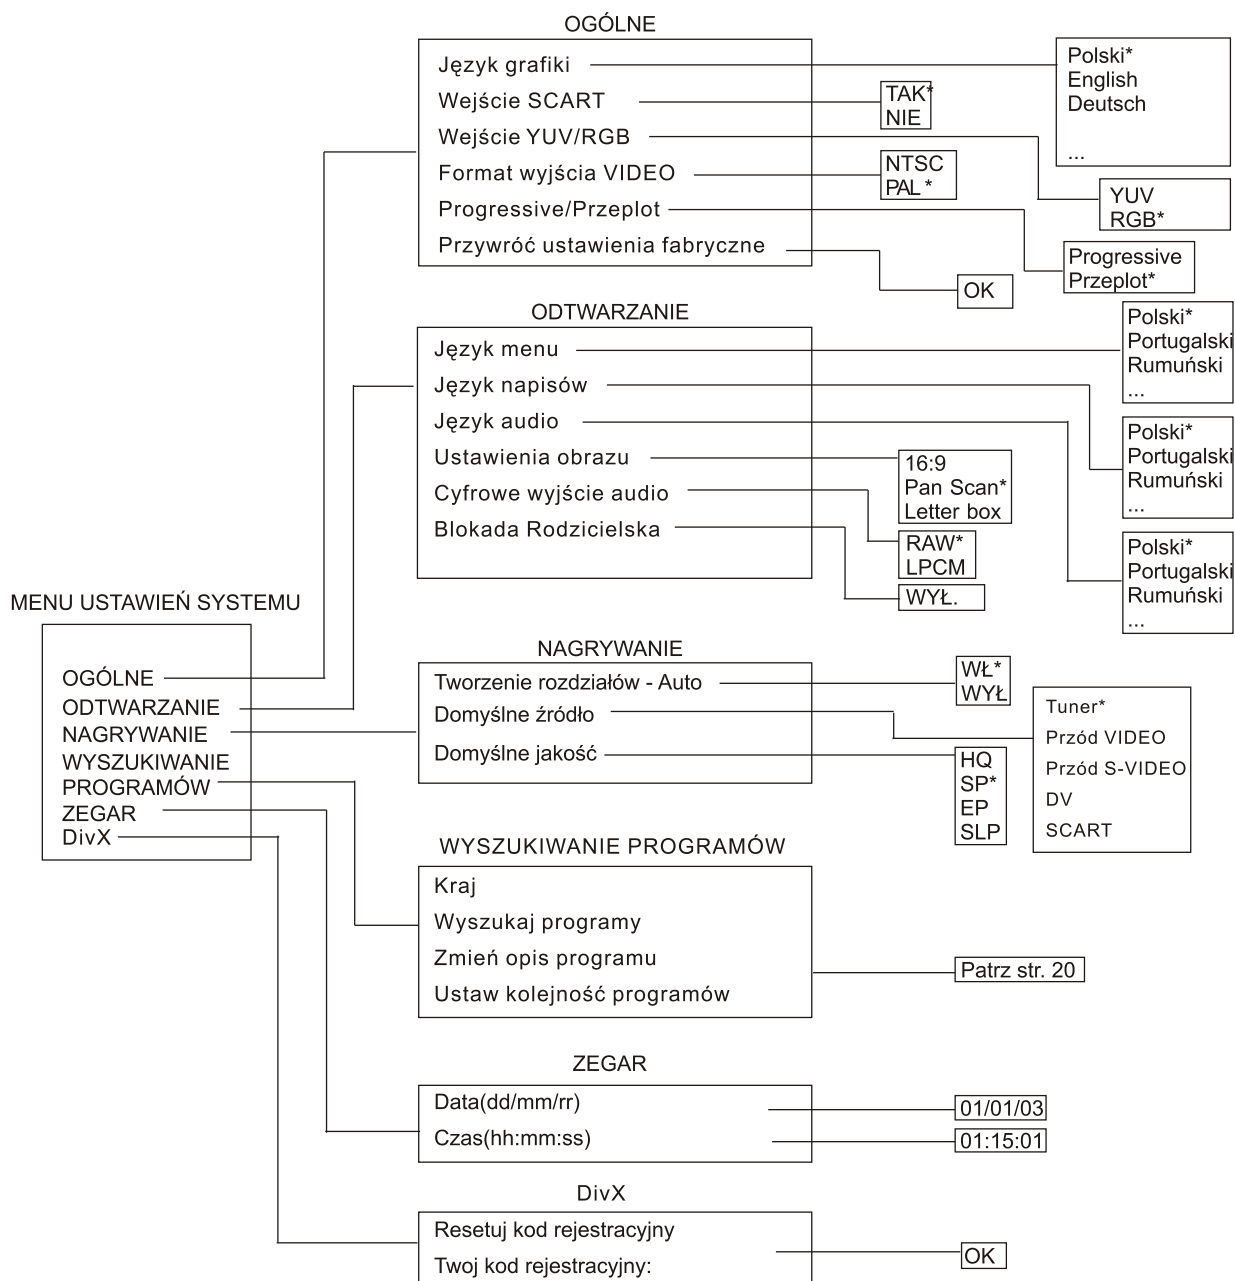 OGÓLNE
Język grafiki
Wejście SCART
Wejście YUV/RGB
Format wyjścia VIDEO
Progressive/Przeplot
Przywróć ustawienia fabryczne
Polski*
English
Deutsch
...
TAK*
NIE
NTSC
PAL *
YUV
RGB*
Progressive
Przeplot*
OK
ODTWARZANIE
Język menu
Język napisów
Język audio
Ustawienia obrazu
Cyfrowe wyjście audio
Blokada Rodzicielska
Polski*
Portugalski
Rumuński
...
Polski*
Portugalski
Rumuński
...
Polski*
Portugalski
Rumuński
...
16:9
Pan Scan*
Letter box
RAW*
LPCM
WYŁ.
MENU USTAWIEŃ SYSTEMU
OGÓLNE
ODTWARZANIE
NAGRYWANIE
WYSZUKIWANIE
PROGRAMÓW
ZEGAR
DivX
NAGRYWANIE
Tworzenie rozdziałów - Auto
Domyślne źródło
Domyślne jakość
WŁ*
WYŁ
Tuner*
Przód VIDEO
Przód S-VIDEO
DV
SCART
HQ
SP*
EP
SLP
WYSZUKIWANIE PROGRAMÓW
Kraj
Wyszukaj programy
Zmień opis programu
Ustaw kolejność programów
Patrz str. 20
ZEGAR
Data(dd/mm/rr)
Czas(hh:mm:ss)
01/01/03
01:15:01
DivX
Resetuj kod rejestracyjny
Twoj kod rejestracyjny:
OK